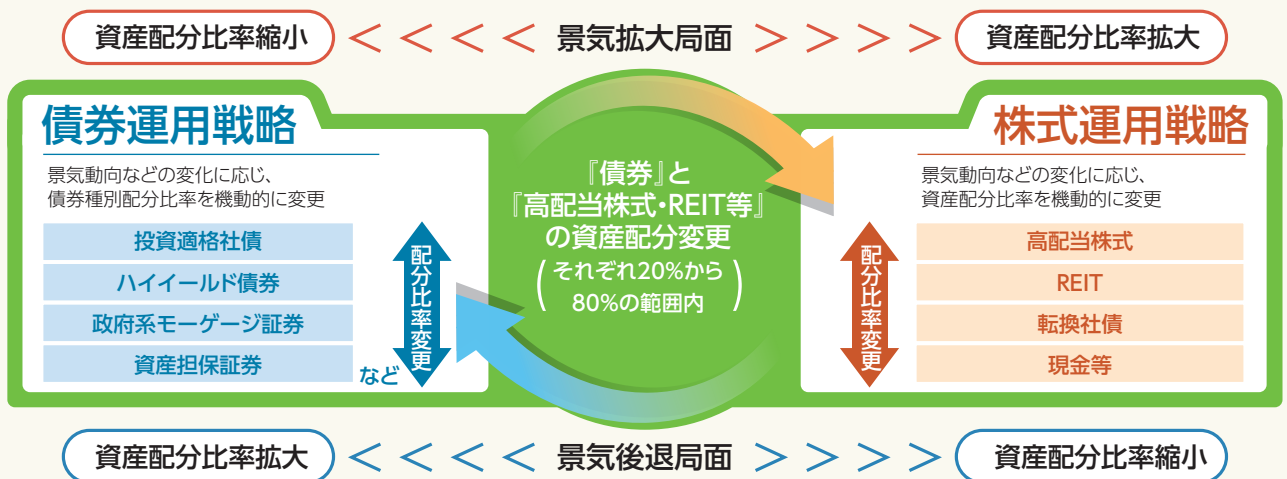 資産配分比率縮小 ＜ ＜ ＜ ＜ ＜ 景気拡大局面 ＞ ＞ ＞ ＞ ＞ 資産配分比率拡大
債券運用戦略
景気動向などの変化に応じ、
債券種別配分比率を機動的に変更
投資適格社債
ハイイールド債券
政府系モーゲージ証券
資産担保証券
など
配分比率変更
『債券』と
『高配当株式・REIT等』
の資産配分変更
(それぞれ20%から
80%の範囲内)
株式運用戦略
景気動向などの変化に応じ、
資産配分比率を機動的に変更
配分比率変更
高配当株式
REIT
転換社債
現金等
資産配分比率拡大 ＜ ＜ ＜ ＜ ＜ 景気後退局面 ＞ ＞ ＞ ＞ ＞ 資産配分比率縮小